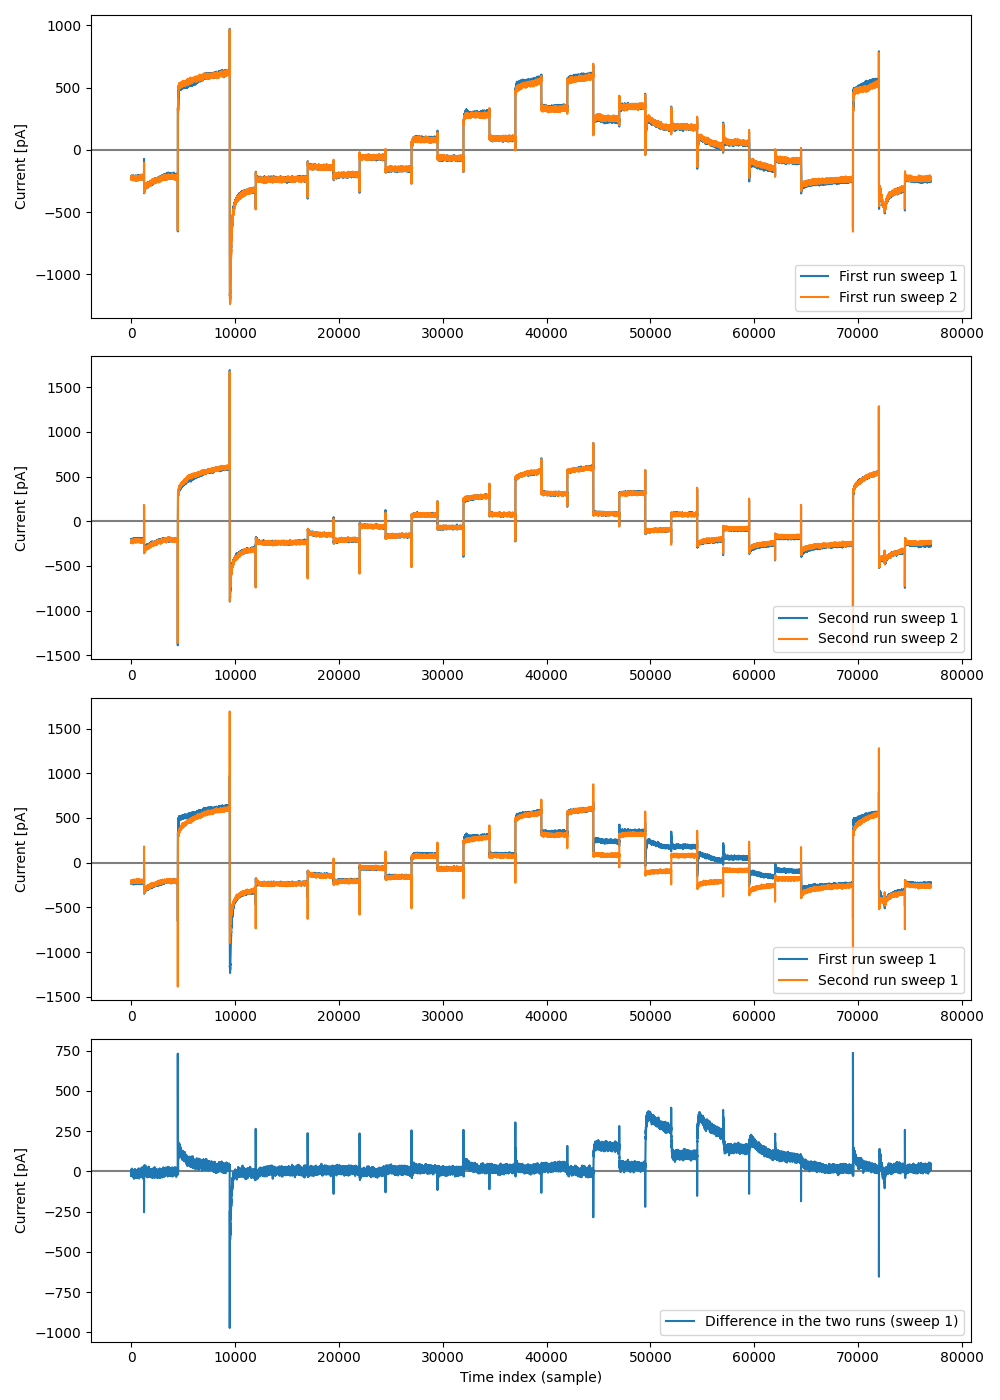 1000
500
0
−500
−1000
Current [pA]
First run sweep 1
First run sweep 2
0 10000 20000 30000 40000 50000 60000 70000 80000
1500
1000
500
0
−500
−1000
−1500
Current [pA]
Second run sweep 1
Second run sweep 2
0 10000 20000 30000 40000 50000 60000 70000 80000
1500
1000
500
0
−500
−1000
−1500
Current [pA]
First run sweep 1
Second run sweep 1
0 10000 20000 30000 40000 50000 60000 70000 80000
750
500
250
0
−250
−500
−750
−1000
Current [pA]
Difference in the two runs (sweep 1)
0 10000 20000 30000 40000 50000 60000 70000 80000
Time index (sample)